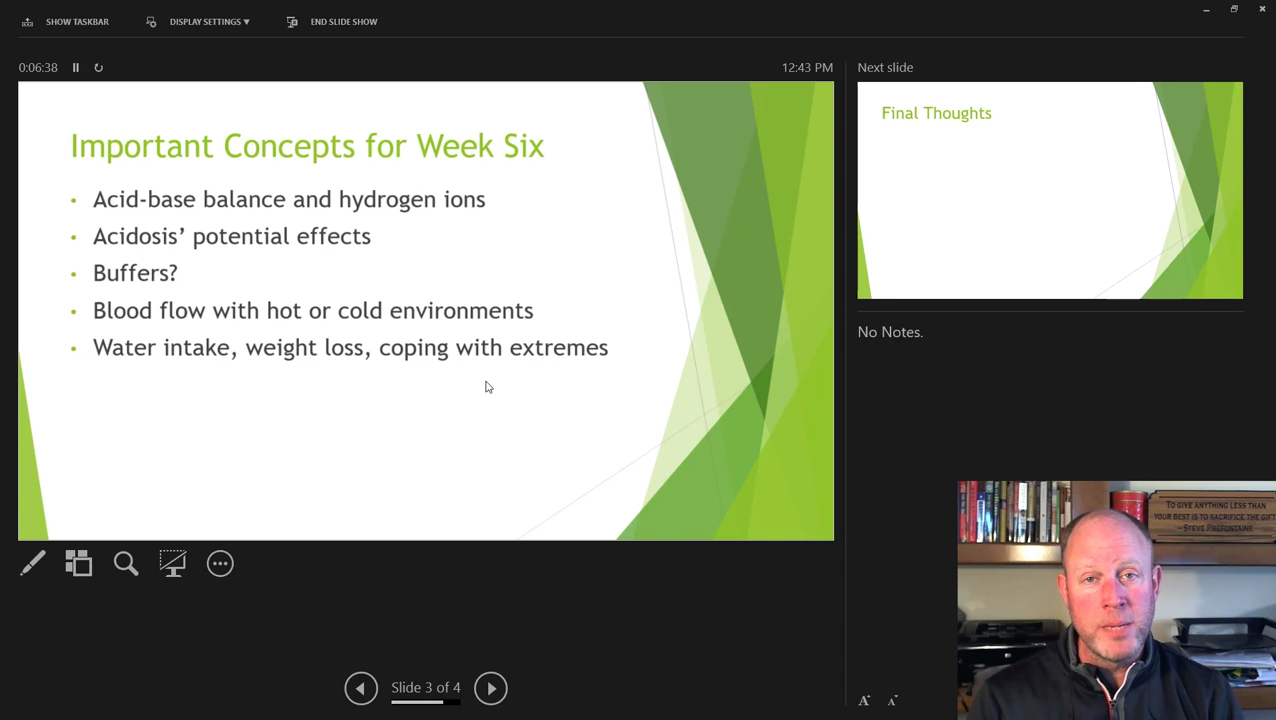 SHOW TASKBAR
DISPLAY SETTINGS ▼
END SLIDE SHOW
0:06:38
12:43 PM
Important Concepts for Week Six
• Acid-base balance and hydrogen ions
• Acidosis’ potential effects
• Buffers?
• Blood flow with hot or cold environments
• Water intake, weight loss, coping with extremes
Slide 3 of 4
Next slide
Final Thoughts
No Notes.
TO GIVE ANYTHING LESS THAN
YOUR BEST IS TO SACRIFICE THE GIFT
~STEVE PREFONTAINE
A
A